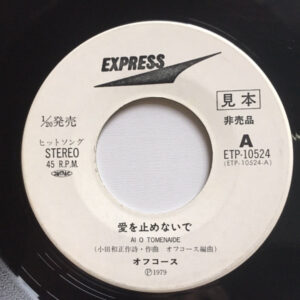 EXPRESS
見本
非売品
1/20発売
ヒットソング
STEREO
45 R.P.M.
A
ETP-10524
(ETP-10524-A)
愛を止めないで
AI O TOMENAIDE
(小田和正作詩・作曲 オフコース編曲)
オフコース
Ⓟ1979